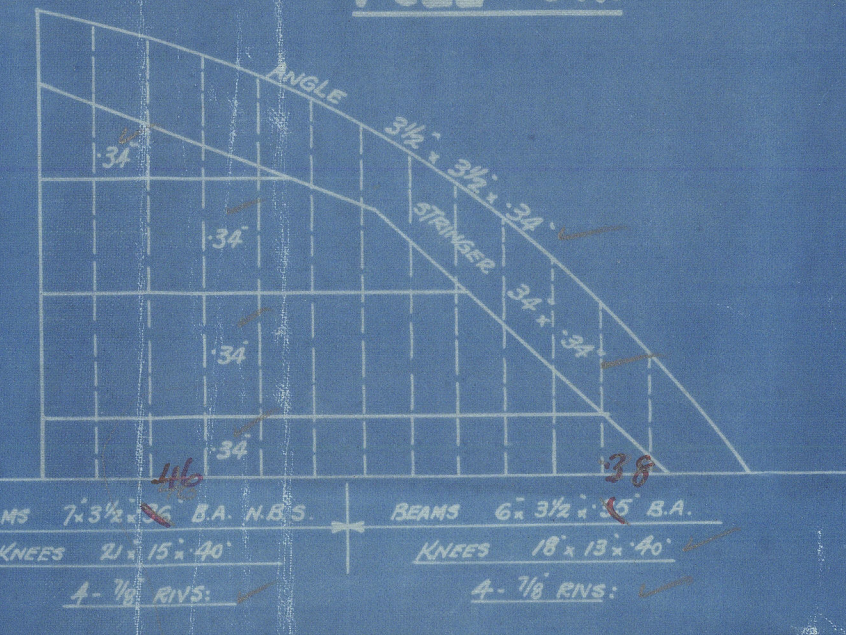 ANGLE 3½" x 3½" x .34"
STRINGER 34" x .34"
.34"
.34"
.34"
.34"
46
.38
7" x 3½" x 36" B.A. N.B.S.
BEAMS 6" x 3½" x .35" B.A.
KNEES 21" x 15" x .40"
KNEES 18" x 13" x .40"
4 - ⅞" RIVS:
4 - ⅞" RIVS: